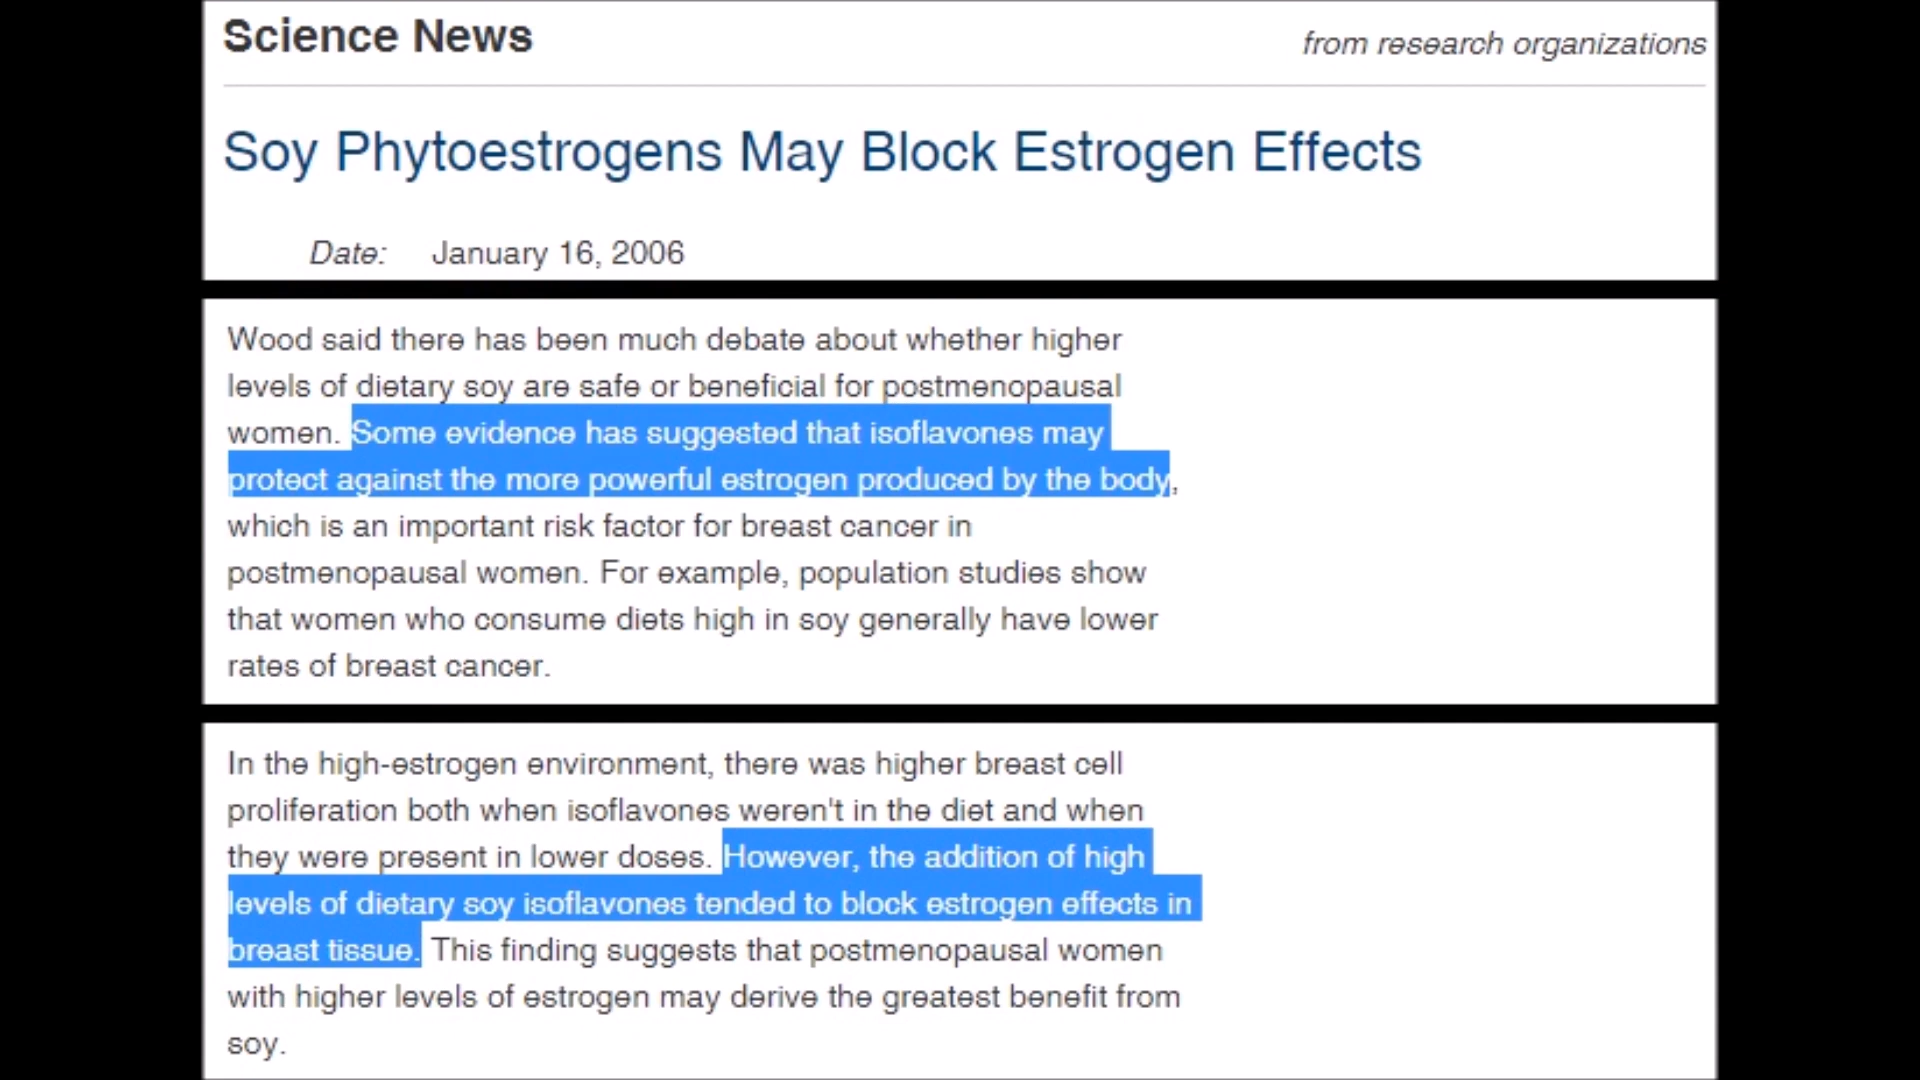 Science News
from research organizations
Soy Phytoestrogens May Block Estrogen Effects
Date: January 16, 2006
Wood said there has been much debate about whether higher
levels of dietary soy are safe or beneficial for postmenopausal
women. Some evidence has suggested that isoflavones may
protect against the more powerful estrogen produced by the body,
which is an important risk factor for breast cancer in
postmenopausal women. For example, population studies show
that women who consume diets high in soy generally have lower
rates of breast cancer.
In the high-estrogen environment, there was higher breast cell
proliferation both when isoflavones weren't in the diet and when
they were present in lower doses. However, the addition of high
levels of dietary soy isoflavones tended to block estrogen effects in
breast tissue. This finding suggests that postmenopausal women
with higher levels of estrogen may derive the greatest benefit from
soy.